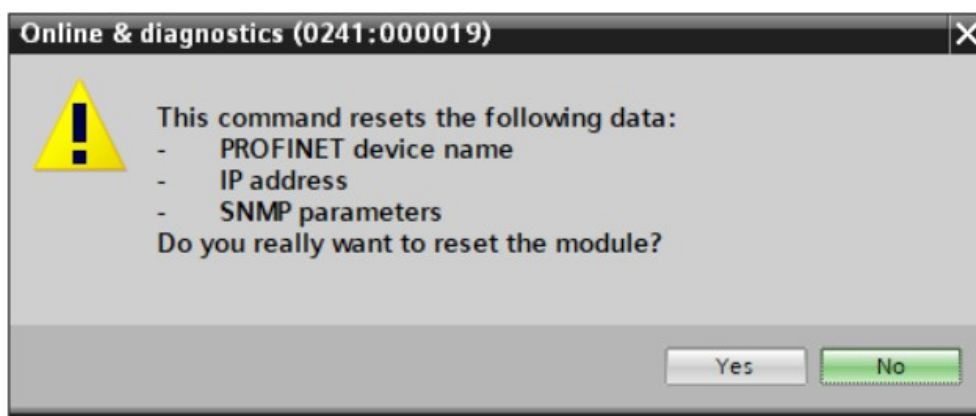 Online & diagnostics (0241:000019)
This command resets the following data:
- PROFINET device name
- IP address
- SNMP parameters
Do you really want to reset the module?
Yes No